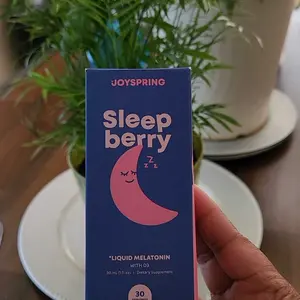 JOYSPRING
Sleep
berry
z z z
*LIQUID MELATONIN
WITH D3
30